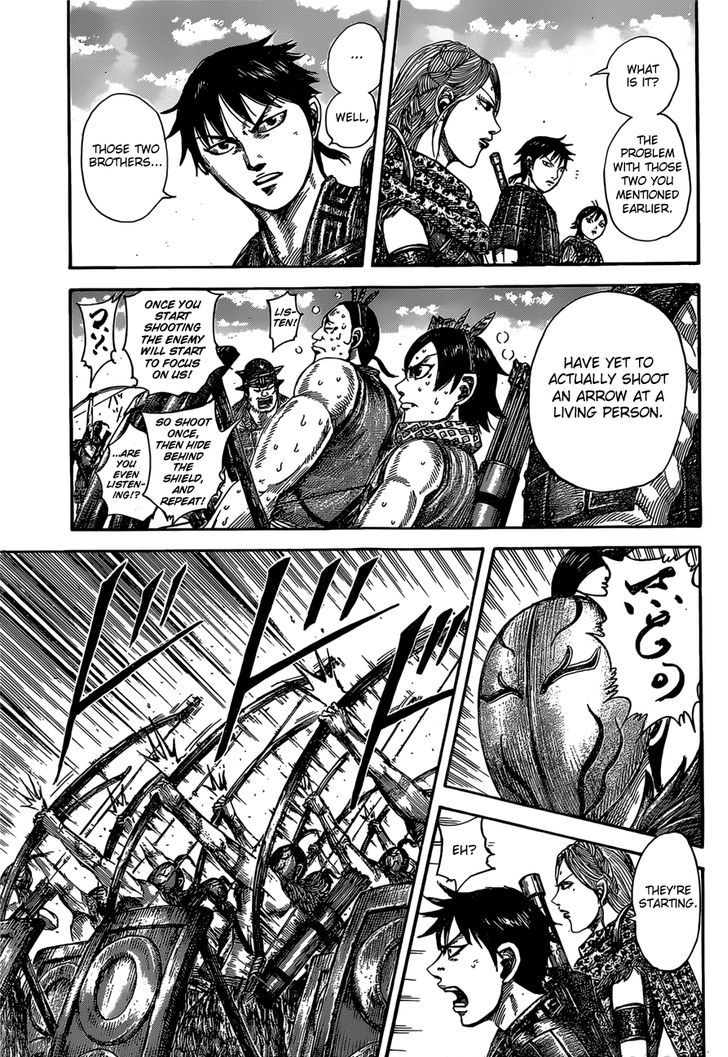 WHAT
IS IT?
THE
PROBLEM
WITH THOSE
TWO YOU
MENTIONED
EARLIER.
...
WELL,
THOSE TWO
BROTHERS...
HAVE YET TO
ACTUALLY SHOOT
AN ARROW AT A
LIVING PERSON.
LIS-
TEN!
ONCE YOU
START
SHOOTING
THE ENEMY
WILL START
TO FOCUS
ON US!
SO SHOOT
ONCE,
THEN HIDE
BEHIND
THE
SHIELD,
AND
REPEAT!
...ARE
YOU
EVEN
LISTEN-
ING!?
ドドド
THEY'RE
STARTING.
EH?